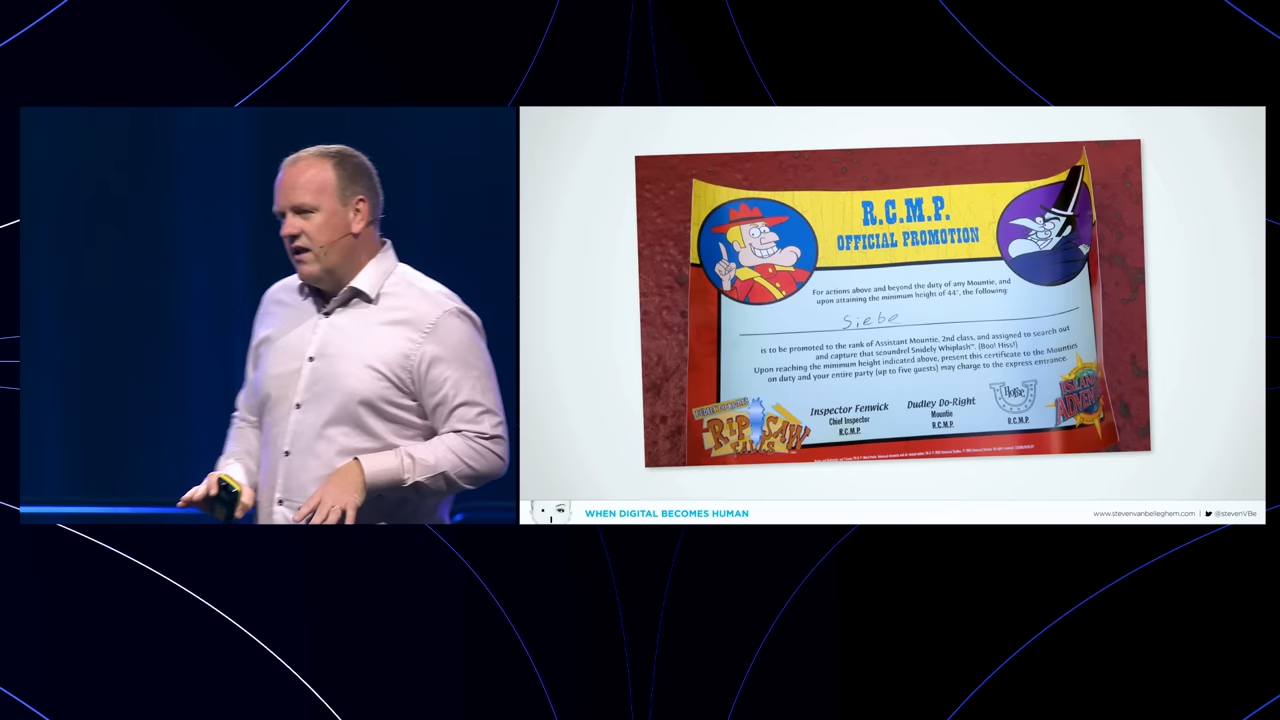 R.C.M.P.
OFFICIAL PROMOTION
For actions above and beyond the duty of any Mountie, and
upon attaining the minimum height of 44", the following:
Siebe
is to be promoted to the rank of Assistant Mountie, 2nd class, and assigned to search out
and capture that scoundrel Snidely Whiplash™. (Boo! Hiss!)
Upon reaching the minimum height indicated above, present this certificate to the Mounties
on duty and your entire party (up to five guests) may charge to the express entrance.
RIPSAW
FALLS
Inspector Fenwick
Chief Inspector
R.C.M.P.
Dudley Do-Right
Mountie
R.C.M.P.
Horse
R.C.M.P.
WHEN DIGITAL BECOMES HUMAN
www.stevenvanbelleghem.com | @stevenVBe